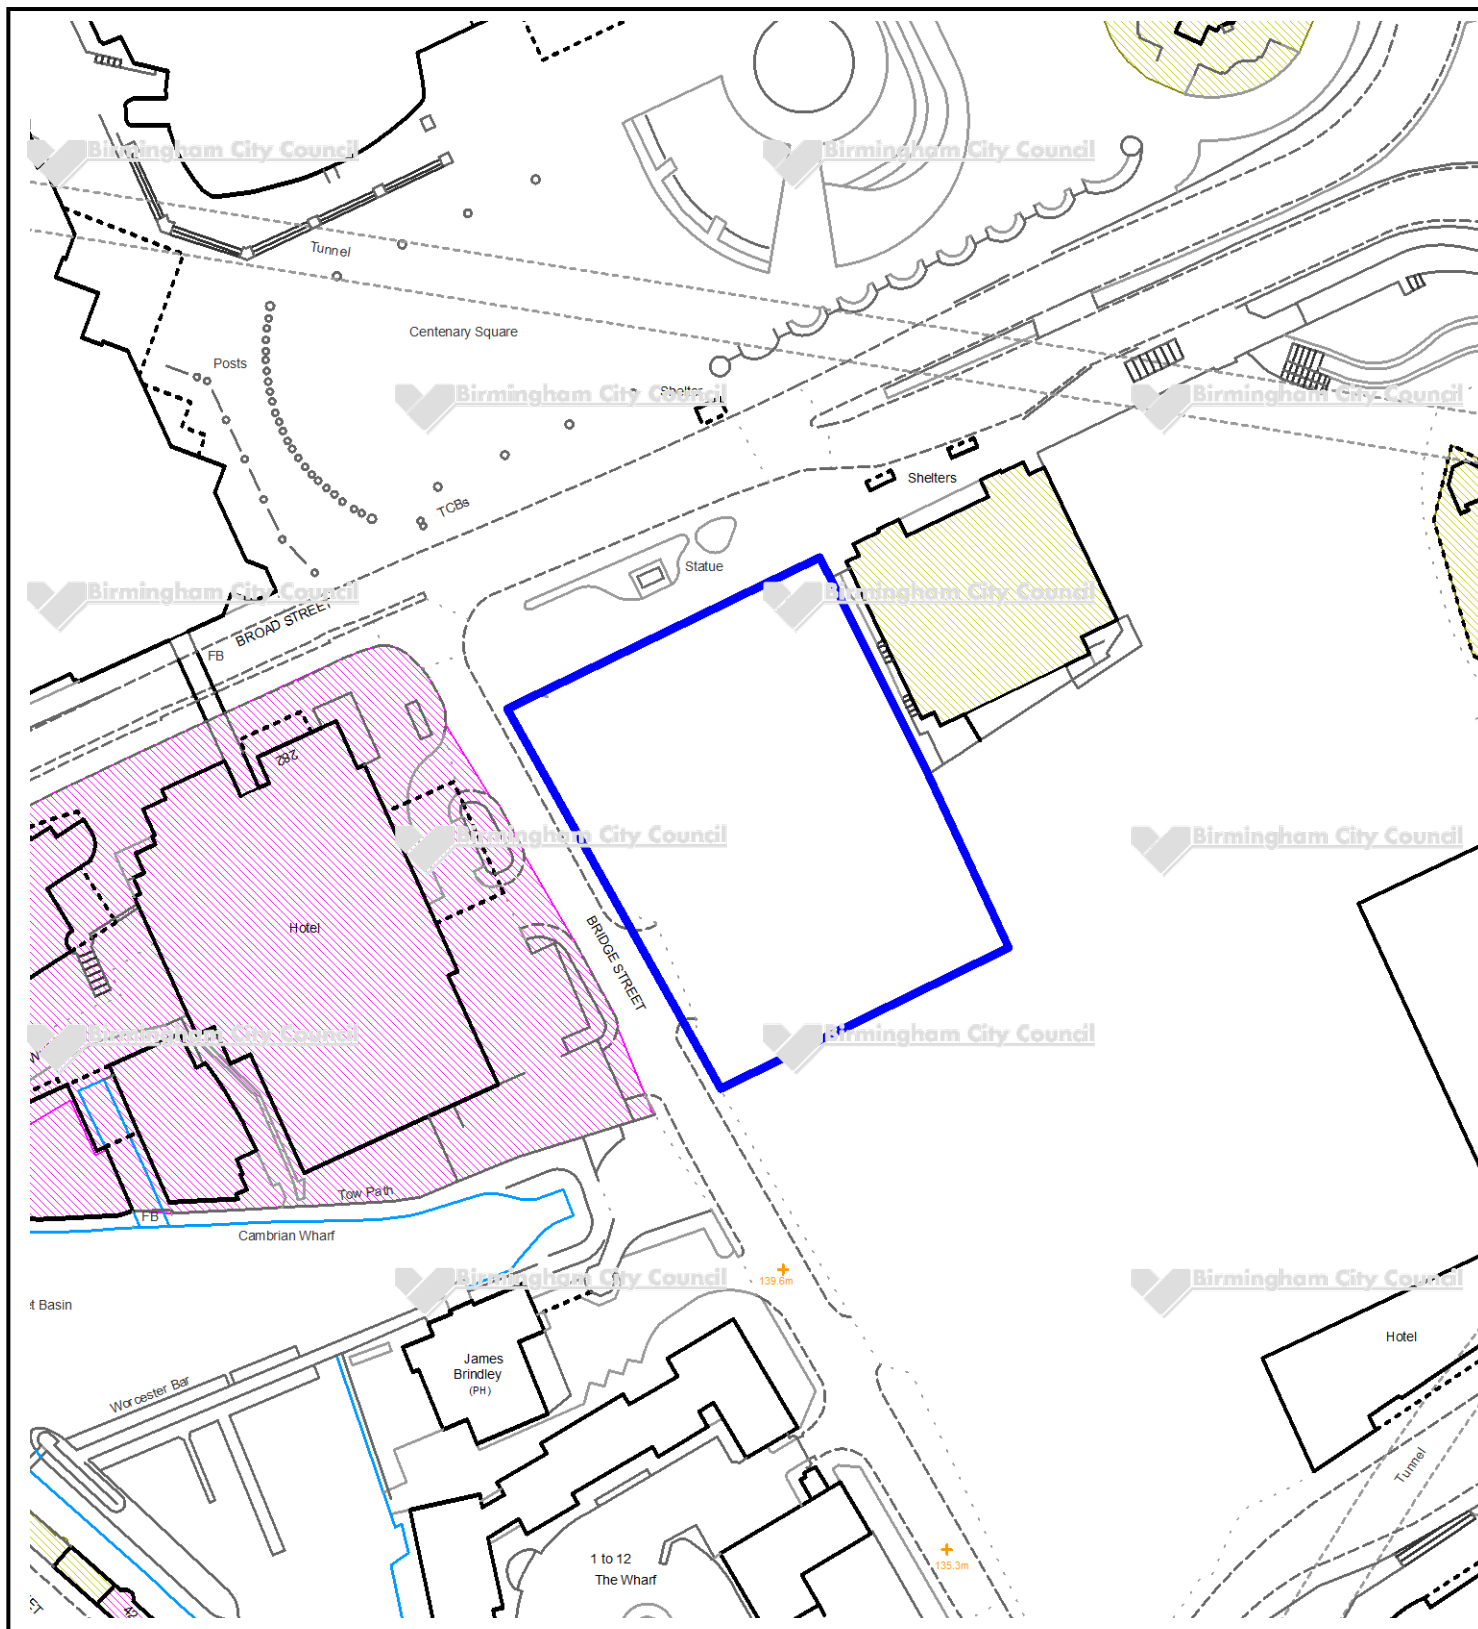 Birmingham City Council
Birmingham City Council
Tunnel
Centenary Square
Posts
Shelter
Birmingham City Council
Birmingham City Council
Shelters
TCBs
Statue
Birmingham City Council
Birmingham City Council
BROAD STREET
FB
282
Birmingham City Council
Birmingham City Council
Hotel
BRIDGE STREET
Birmingham City Council
Birmingham City Council
Tow Path
FB
Cambrian Wharf
Birmingham City Council
Birmingham City Council
139.6m
t Basin
Hotel
James
Brindley
(PH)
Worcester Bar
Tunnel
1 to 12
The Wharf
135.3m
42
ET